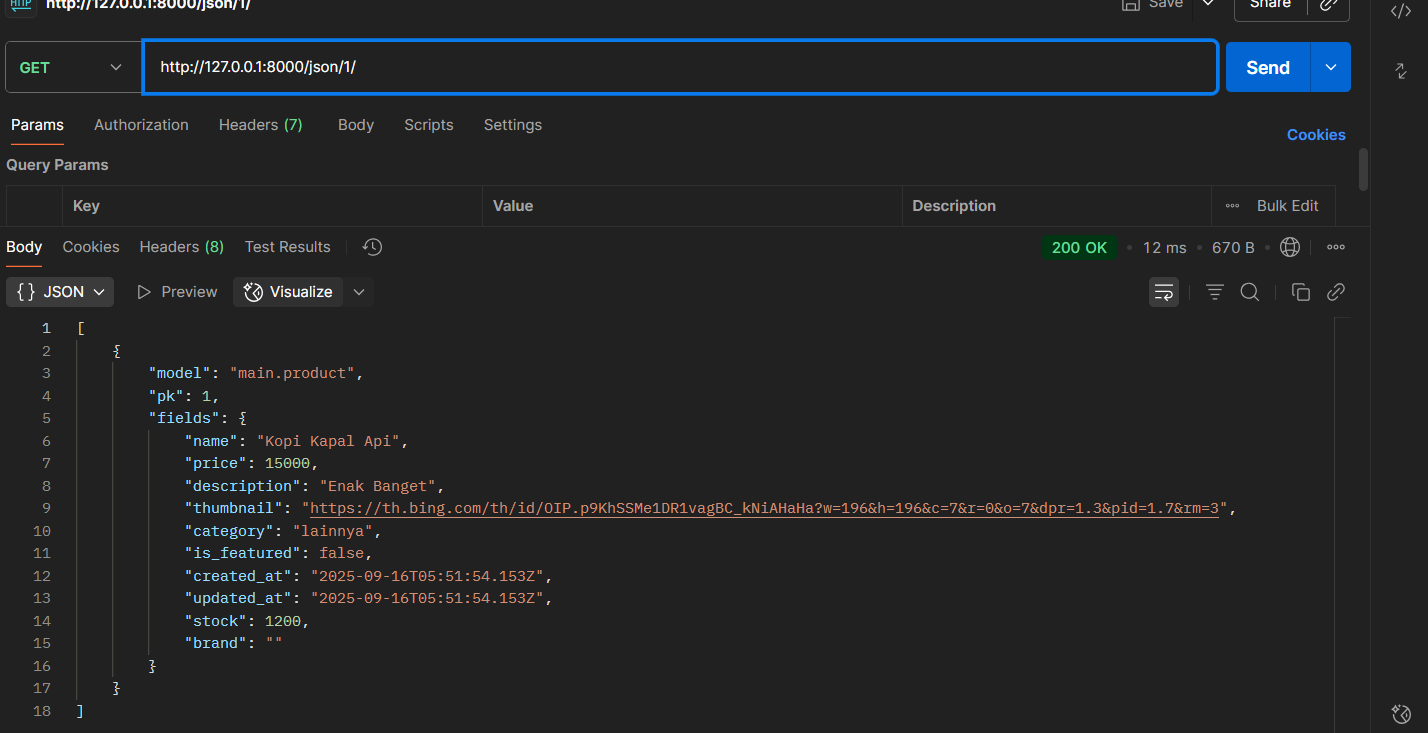 HTTP http://127.0.0.1:8000/json/1/ Save Share
GET http://127.0.0.1:8000/json/1/ Send
Params Authorization Headers (7) Body Scripts Settings Cookies
Query Params
Key Value Description Bulk Edit
Body Cookies Headers (8) Test Results 200 OK 12 ms 670 B
{} JSON Preview Visualize
1 [
2 {
3 "model": "main.product",
4 "pk": 1,
5 "fields": {
6 "name": "Kopi Kapal Api",
7 "price": 15000,
8 "description": "Enak Banget",
9 "thumbnail": "https://th.bing.com/th/id/OIP.p9KhSSMe1DR1vagBC_kNiAHaHa?w=196&h=196&c=7&r=0&o=7&dpr=1.3&pid=1.7&rm=3",
10 "category": "lainnya",
11 "is_featured": false,
12 "created_at": "2025-09-16T05:51:54.153Z",
13 "updated_at": "2025-09-16T05:51:54.153Z",
14 "stock": 1200,
15 "brand": ""
16 }
17 }
18 ]